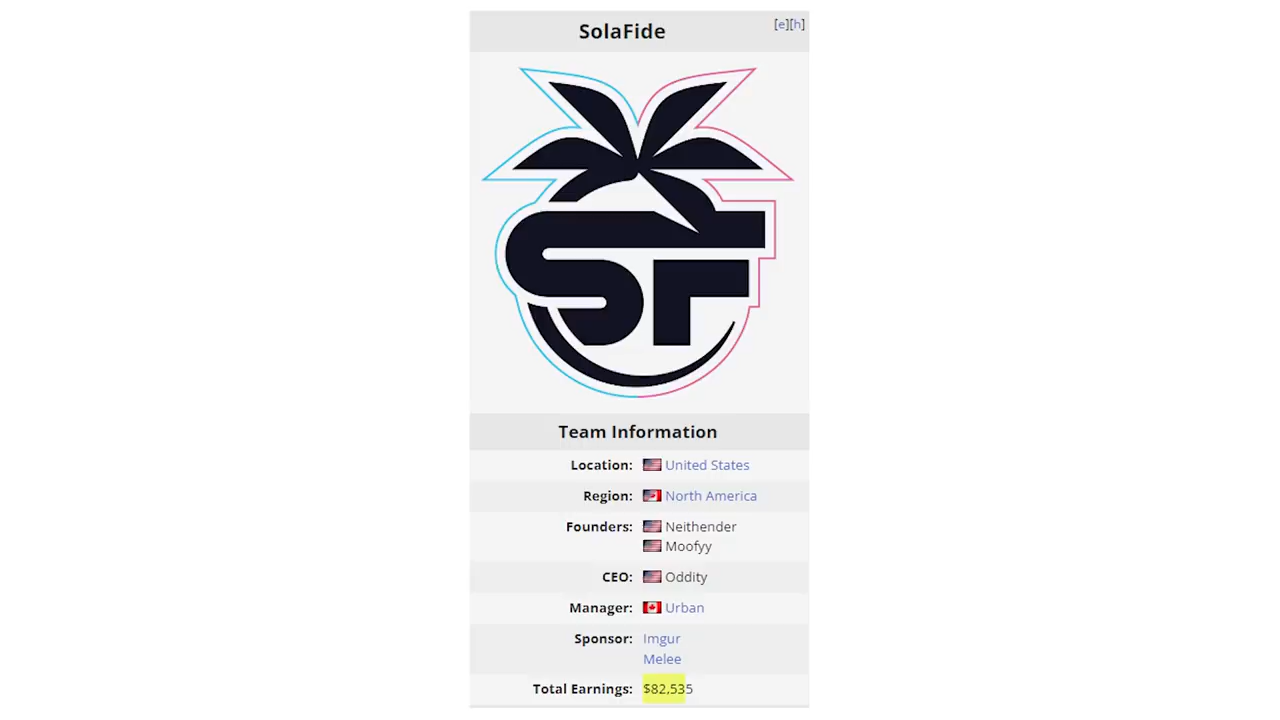 SolaFide
[e][h]
SF
Team Information
Location: United States
Region: North America
Founders: Neithender
Moofyy
CEO: Oddity
Manager: Urban
Sponsor: Imgur
Melee
Total Earnings: $82,535